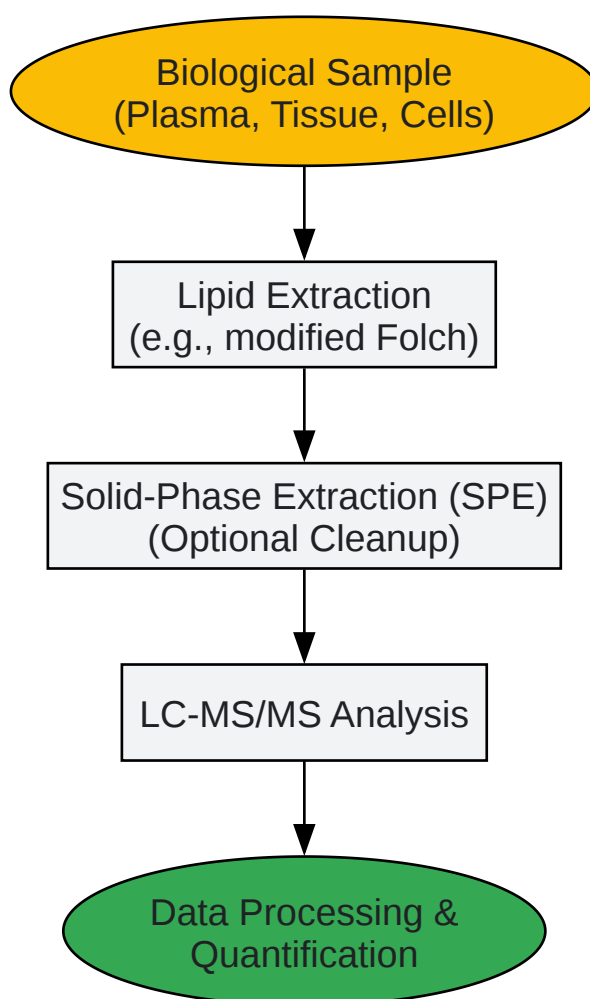 Biological Sample
(Plasma, Tissue, Cells)
Lipid Extraction
(e.g., modified Folch)
Solid-Phase Extraction (SPE)
(Optional Cleanup)
LC-MS/MS Analysis
Data Processing &
Quantification